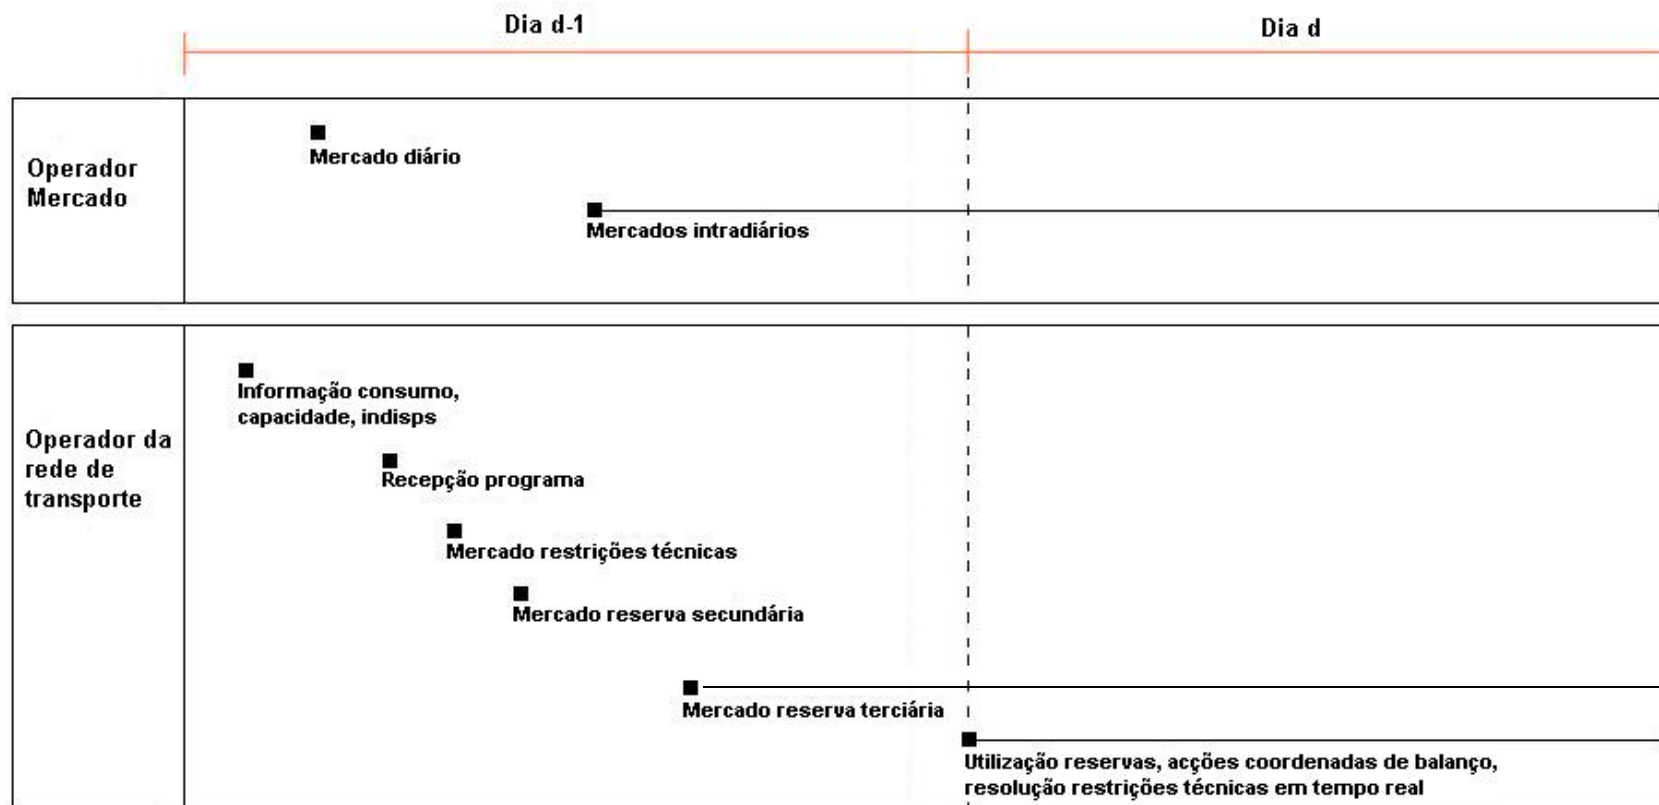 Dia d-1
Dia d
Operador
Mercado
Mercado diário
Mercados intradiários
Operador da
rede de
transporte
Informação consumo,
capacidade, indisps
Recepção programa
Mercado restrições técnicas
Mercado reserva secundária
Mercado reserva terciária
Utilização reservas, acções coordenadas de balanço,
resolução restrições técnicas em tempo real